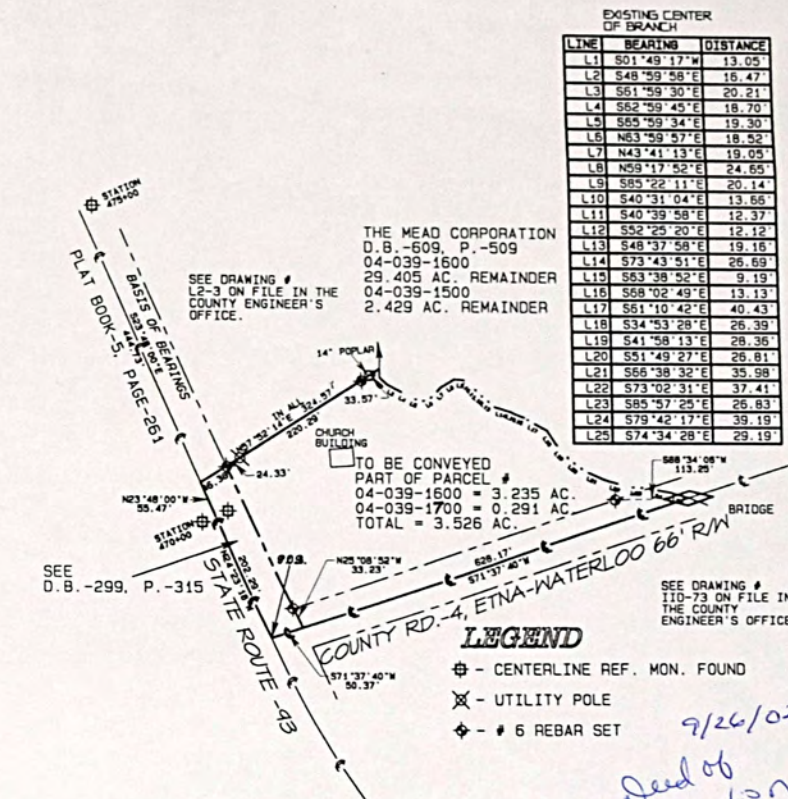 EXISTING CENTER
OF BRANCH
LINE BEARING DISTANCE
L1 S01°49'17"W 13.05'
L2 S48°59'58"E 16.47'
L3 S61°59'30"E 20.21'
L4 S62°59'45"E 18.70'
L5 S65°59'34"E 19.30'
L6 N63°59'57"E 18.52'
L7 N43°41'13"E 19.05'
L8 N59°17'52"E 24.65'
L9 S85°22'11"E 20.14'
L10 S40°31'04"E 13.66'
L11 S40°39'58"E 12.37'
L12 S52°25'20"E 12.12'
L13 S48°37'58"E 19.16'
L14 S73°43'51"E 26.69'
L15 S63°38'52"E 9.19'
L16 S68°02'49"E 13.13'
L17 S61°10'42"E 40.43'
L18 S34°53'28"E 26.39'
L19 S41°58'13"E 28.36'
L20 S51°49'27"E 26.81'
L21 S66°38'32"E 35.98'
L22 S73°02'31"E 37.41'
L23 S85°57'25"E 26.83'
L24 S79°42'17"E 39.19'
L25 S74°34'28"E 29.19'
STATION
475+00
PLAT BOOK-5, PAGE-261
BASIS OF BEARINGS
THE MEAD CORPORATION
D.B.-609, P.-509
04-039-1600
29.405 AC. REMAINDER
04-039-1500
2.429 AC. REMAINDER
SEE DRAWING #
L2-3 ON FILE IN THE
COUNTY ENGINEER'S
OFFICE.
14" POPLAR
33.57'
IN ALL
324.57'
220.29'
24.33'
CHURCH
BUILDING
TO BE CONVEYED
PART OF PARCEL #
04-039-1600 = 3.235 AC.
04-039-1700 = 0.291 AC.
TOTAL = 3.526 AC.
113.25'
BRIDGE
N23°48'00"W
55.47'
STATION
470+00
SEE
D.B.-299, P.-315
202.29'
STATE ROUTE -93
N25°08'52"W
33.23'
626.17'
S71°37'40"W
COUNTY RD.-4, ETNA-WATERLOO 66' R/W
S71°37'40"W
50.37'
SEE DRAWING #
IIO-73 ON FILE IN
THE COUNTY
ENGINEER'S OFFICE
LEGEND
- CENTERLINE REF. MON. FOUND
- UTILITY POLE
- # 6 REBAR SET
9/26/0
Deed of